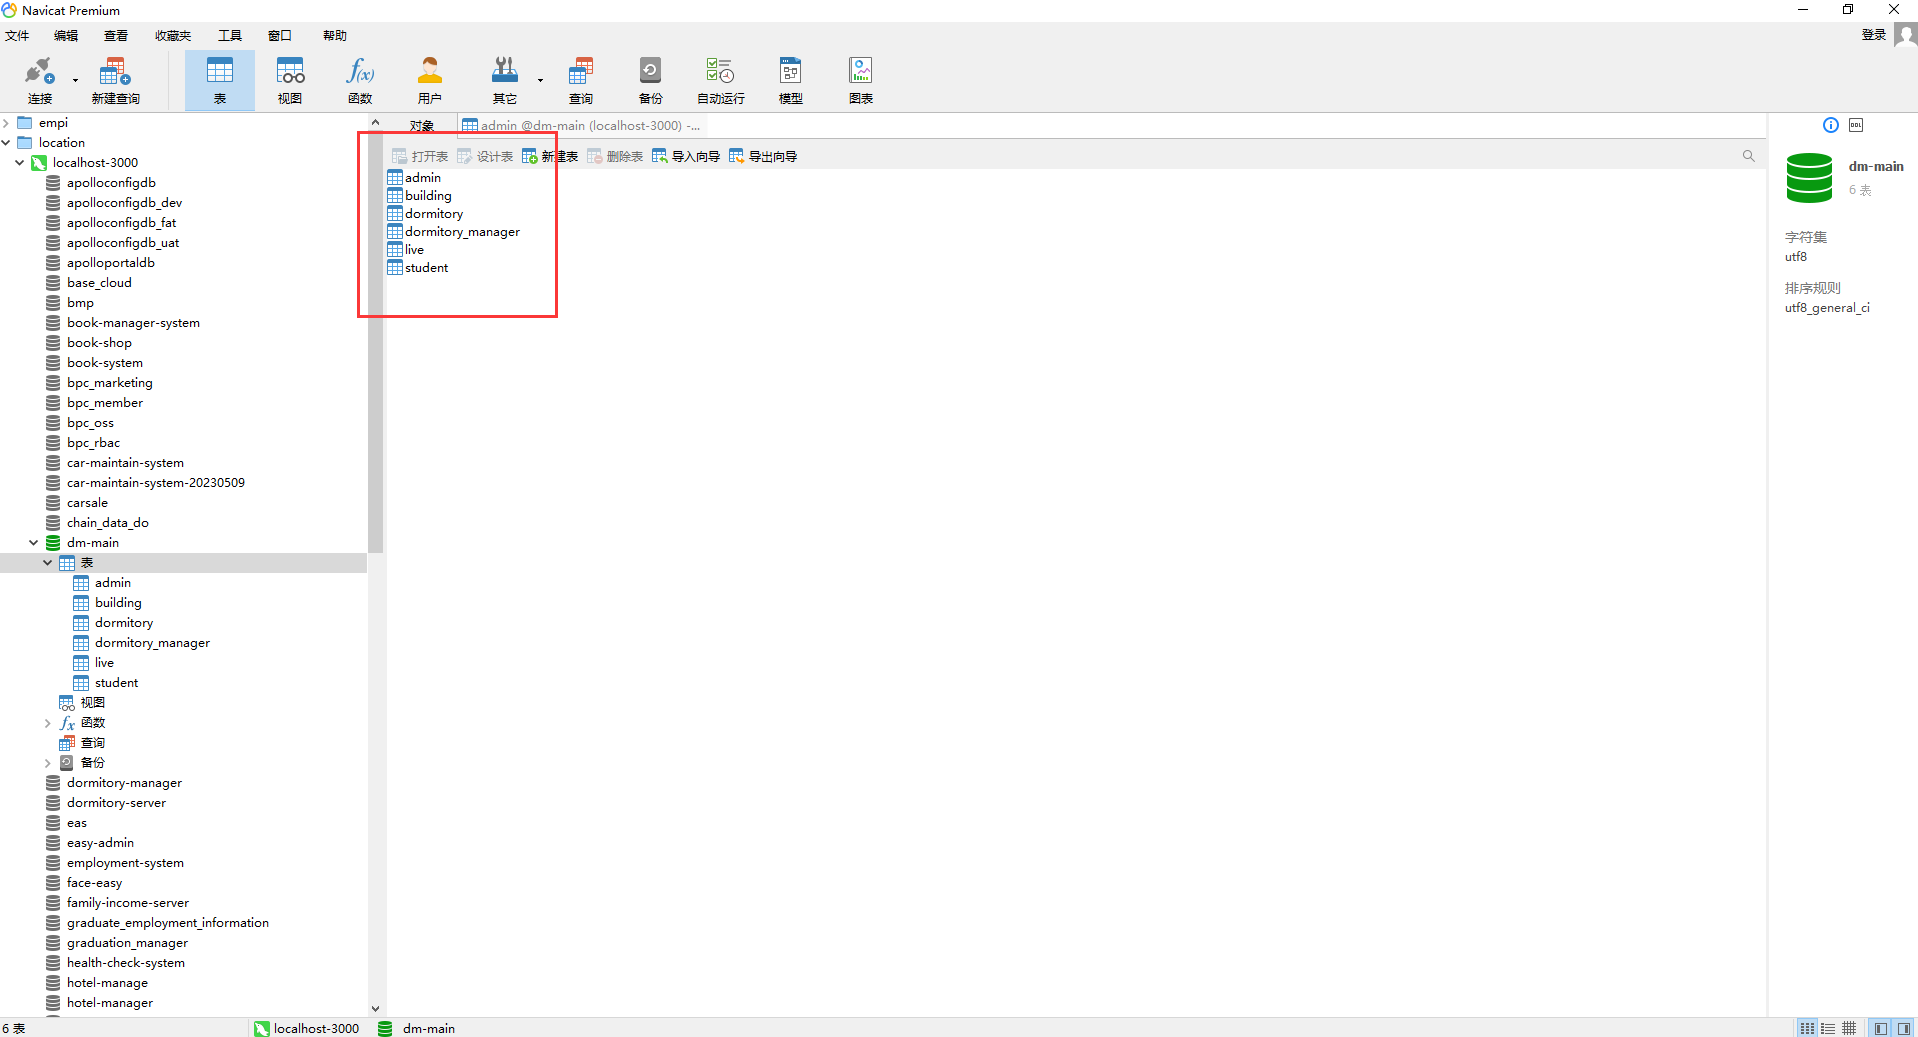 Navicat Premium
文件 编辑 查看 收藏夹 工具 窗口 帮助 登录
连接 新建查询 表 视图 函数 用户 其它 查询 备份 自动运行 模型 图表
empi
location
localhost-3000
apolloconfigdb
apolloconfigdb_dev
apolloconfigdb_fat
apolloconfigdb_uat
apolloportaldb
base_cloud
bmp
book-manager-system
book-shop
book-system
bpc_marketing
bpc_member
bpc_oss
bpc_rbac
car-maintain-system
car-maintain-system-20230509
carsale
chain_data_do
dm-main
表
admin
building
dormitory
dormitory_manager
live
student
视图
函数
查询
备份
dormitory-manager
dormitory-server
eas
easy-admin
employment-system
face-easy
family-income-server
graduate_employment_information
graduation_manager
health-check-system
hotel-manage
hotel-manager
对象 admin @dm-main (localhost-3000) -...
打开表 设计表 新建表 删除表 导入向导 导出向导
admin
building
dormitory
dormitory_manager
live
student
DDL
dm-main
6 表
字符集
utf8
排序规则
utf8_general_ci
6 表 localhost-3000 dm-main